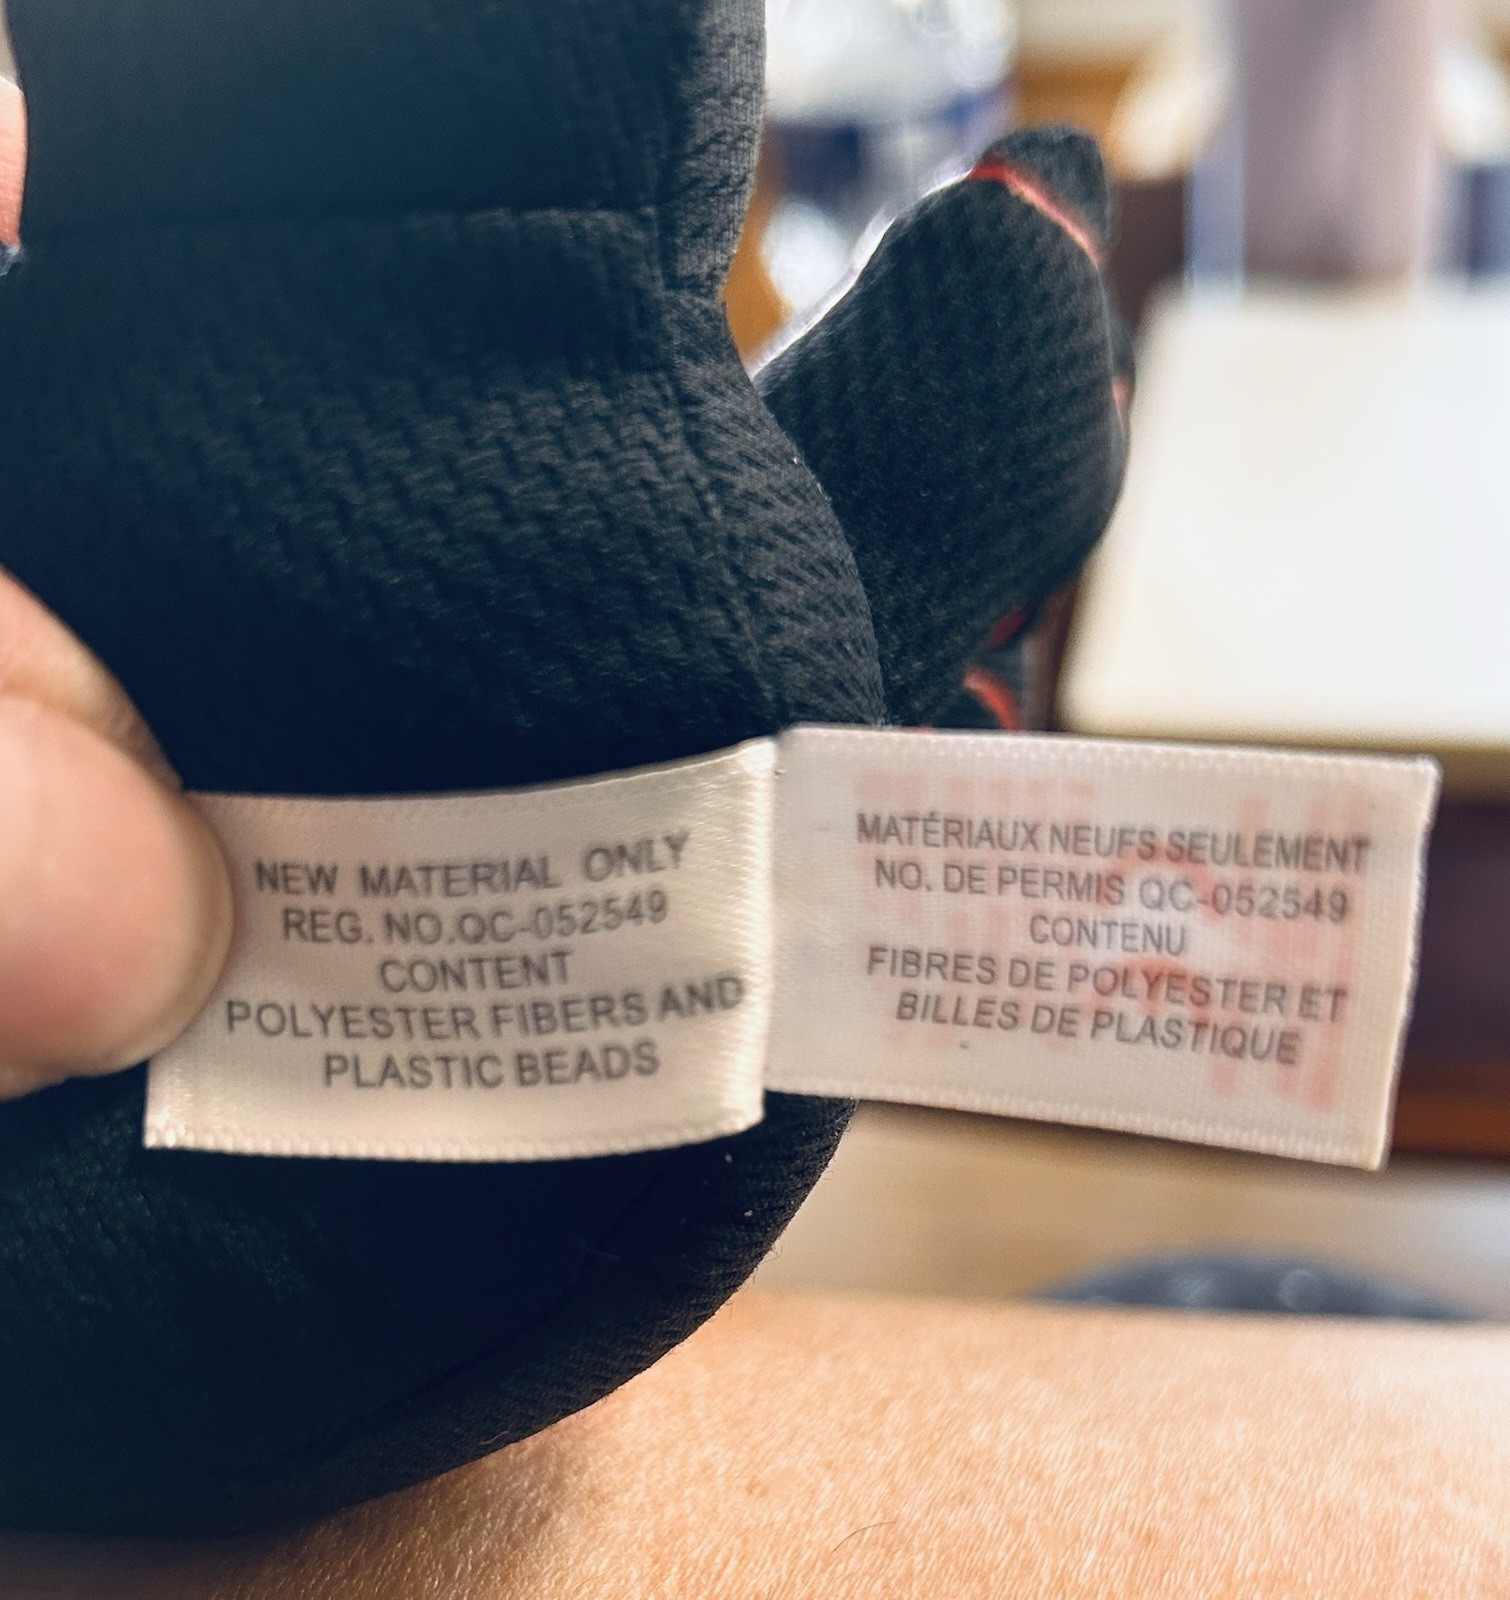 NEW MATERIAL ONLY
REG. NO.QC-052549
CONTENT
POLYESTER FIBERS AND
PLASTIC BEADS
MATÉRIAUX NEUFS SEULEMENT
NO. DE PERMIS QC-052549
CONTENU
FIBRES DE POLYESTER ET
BILLES DE PLASTIQUE